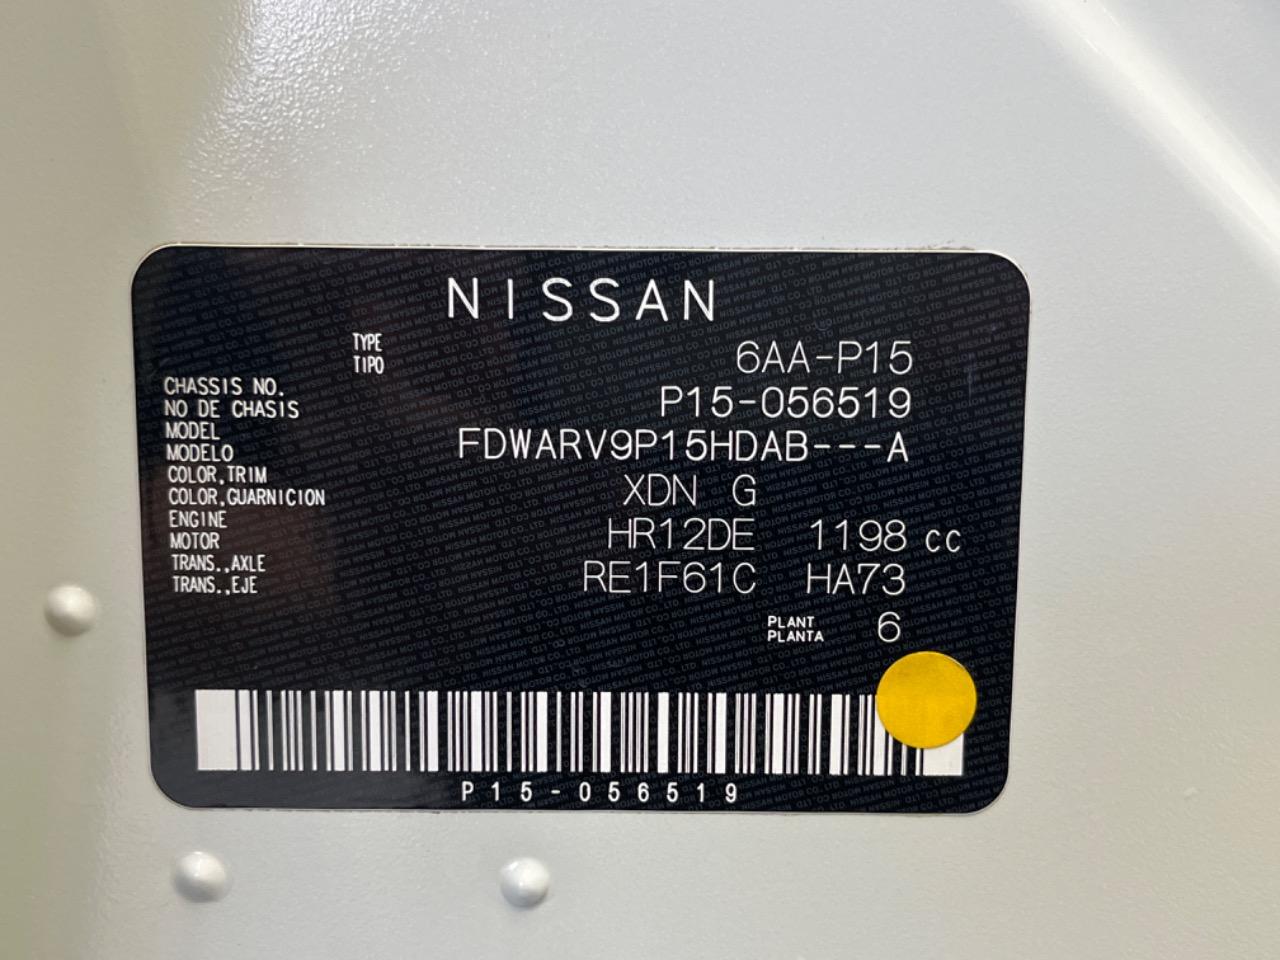 NISSAN
TYPE
TIPO 6AA-P15
CHASSIS NO.
NO DE CHASIS P15-056519
MODEL
MODELO FDWARV9P15HDAB---A
COLOR,TRIM
COLOR,GUARNICION XDN G
ENGINE
MOTOR HR12DE 1198 cc
TRANS.,AXLE
TRANS.,EJE RE1F61C HA73
PLANT
PLANTA 6
P15-056519